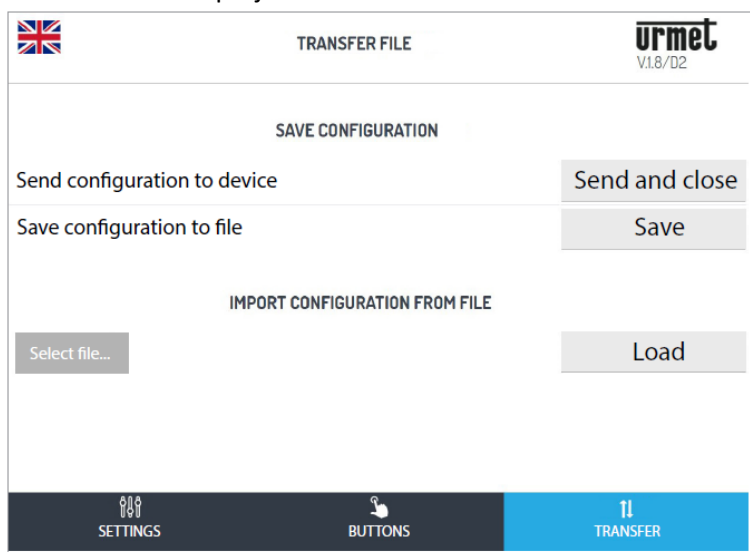 TRANSFER FILE
urmet
V.1.8/D2
SAVE CONFIGURATION
Send configuration to device
Send and close
Save configuration to file
Save
IMPORT CONFIGURATION FROM FILE
Select file...
Load
SETTINGS
BUTTONS
TRANSFER